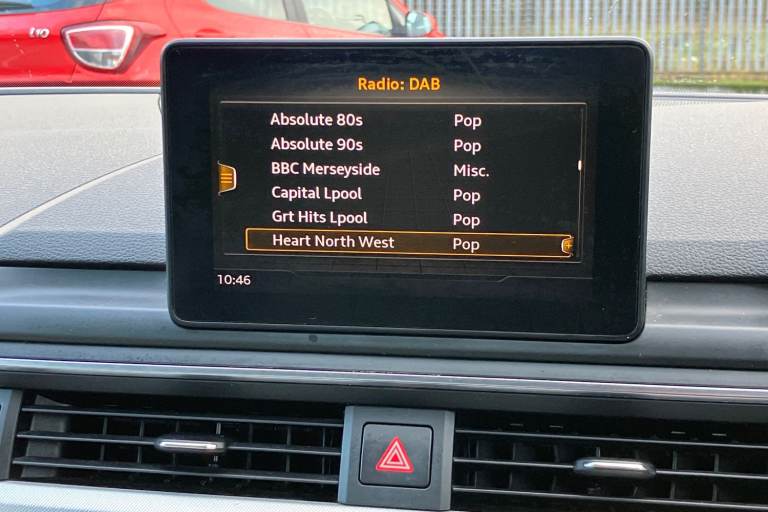 i10
Radio: DAB
Absolute 80s Pop
Absolute 90s Pop
BBC Merseyside Misc.
Capital Lpool Pop
Grt Hits Lpool Pop
Heart North West Pop
10:46